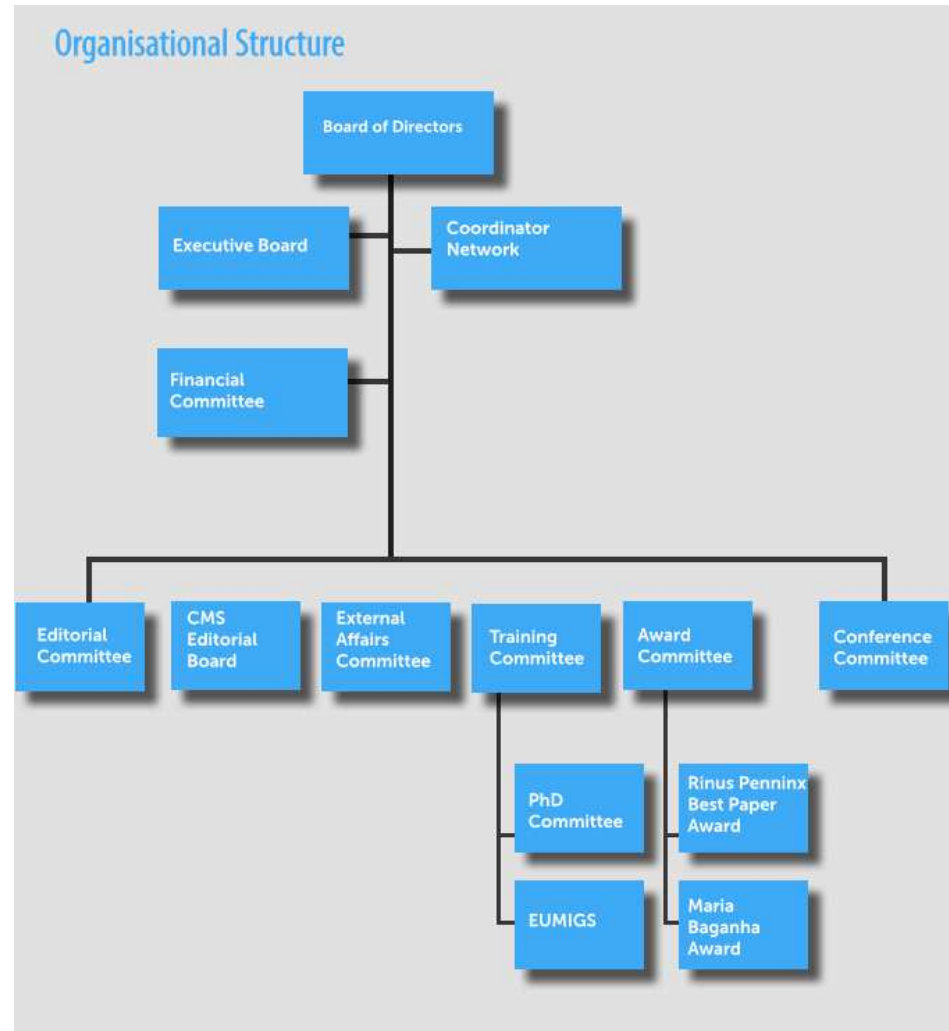 Organisational Structure
Board of Directors
Executive Board
Coordinator
Network
Financial
Committee
Editorial
Committee
CMS
Editorial
Board
External
Affairs
Committee
Training
Committee
Award
Committee
Conference
Committee
PhD
Committee
Rinus Penninx
Best Paper
Award
EUMIGS
Maria
Baganha
Award